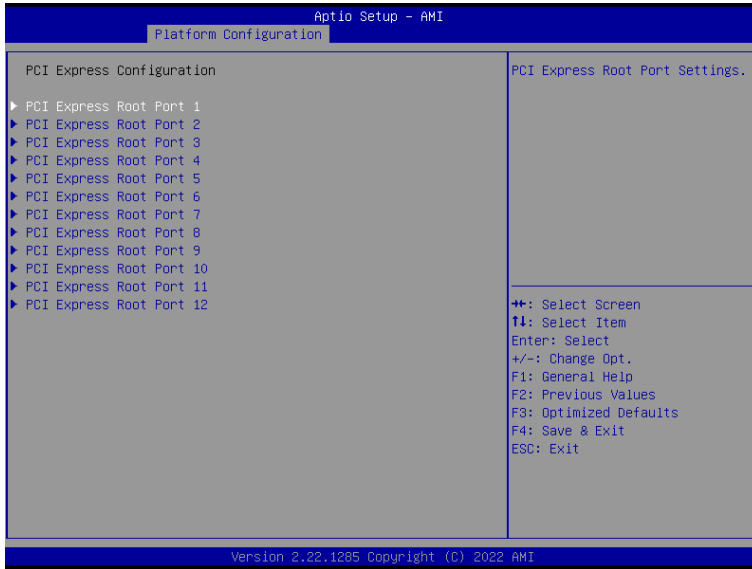 Aptio Setup – AMI
Platform Configuration
PCI Express Configuration
PCI Express Root Port 1
PCI Express Root Port 2
PCI Express Root Port 3
PCI Express Root Port 4
PCI Express Root Port 5
PCI Express Root Port 6
PCI Express Root Port 7
PCI Express Root Port 8
PCI Express Root Port 9
PCI Express Root Port 10
PCI Express Root Port 11
PCI Express Root Port 12
PCI Express Root Port Settings.
→←: Select Screen
↑↓: Select Item
Enter: Select
+/-: Change Opt.
F1: General Help
F2: Previous Values
F3: Optimized Defaults
F4: Save & Exit
ESC: Exit
Version 2.22.1285 Copyright (C) 2022 AMI